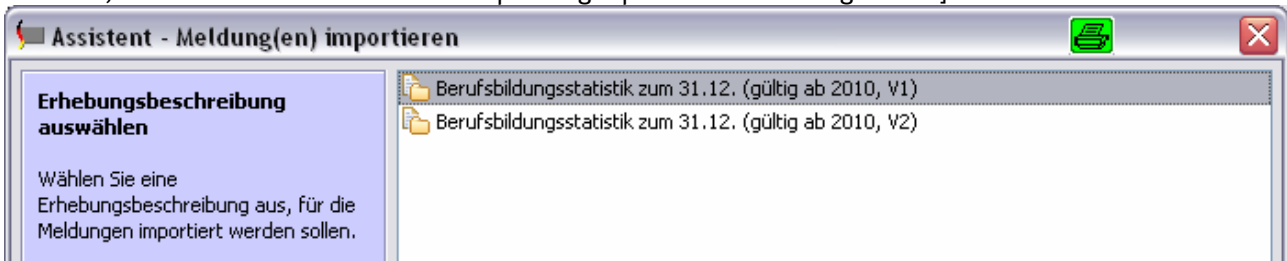 Assistent - Meldung(en) importieren
Erhebungsbeschreibung
auswählen
Wählen Sie eine
Erhebungsbeschreibung aus, für die
Meldungen importiert werden sollen.
Berufsbildungsstatistik zum 31.12. (gültig ab 2010, V1)
Berufsbildungsstatistik zum 31.12. (gültig ab 2010, V2)